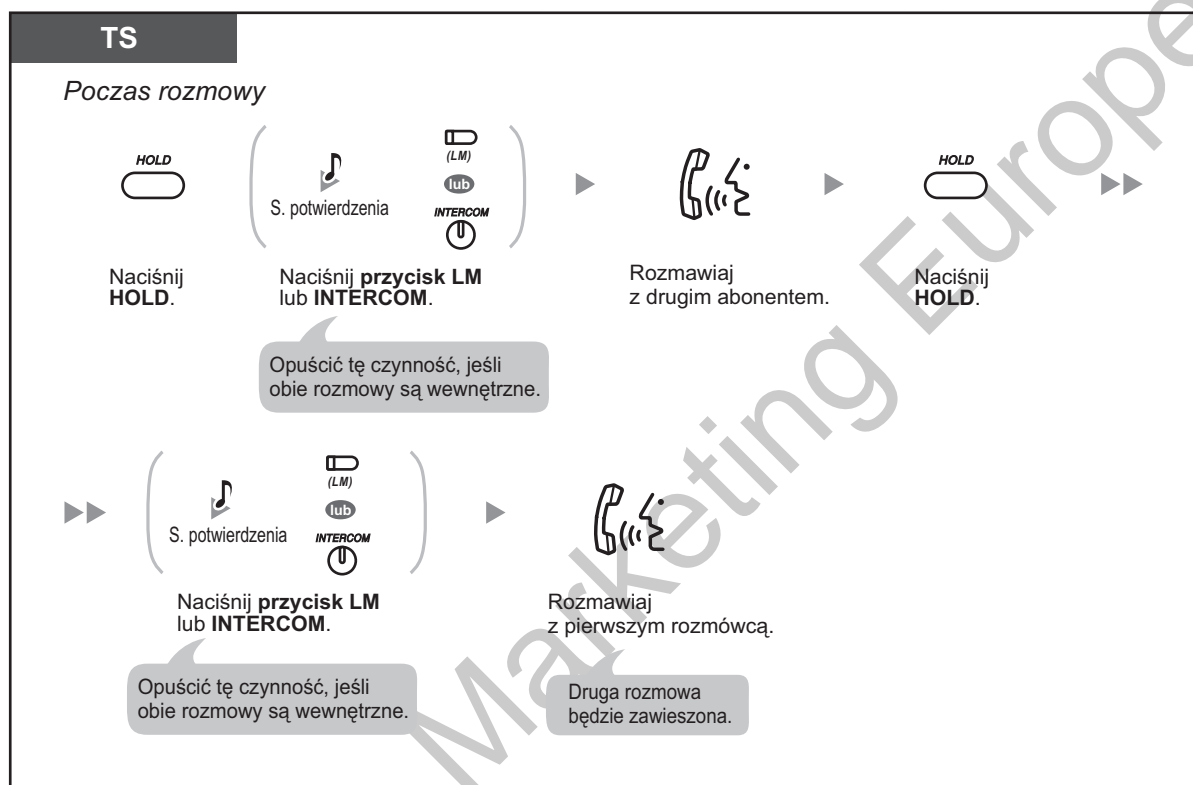 TS
Poczas rozmowy
HOLD
(LM)
lub
S. potwierdzenia
INTERCOM
HOLD
Naciśnij
HOLD.
Naciśnij przycisk LM
lub INTERCOM.
Rozmawiaj
z drugim abonentem.
Naciśnij
HOLD.
Opuścić tę czynność, jeśli
obie rozmowy są wewnętrzne.
(LM)
lub
S. potwierdzenia
INTERCOM
Naciśnij przycisk LM
lub INTERCOM.
Rozmawiaj
z pierwszym rozmówcą.
Opuścić tę czynność, jeśli
obie rozmowy są wewnętrzne.
Druga rozmowa
będzie zawieszona.
Marketing Europe